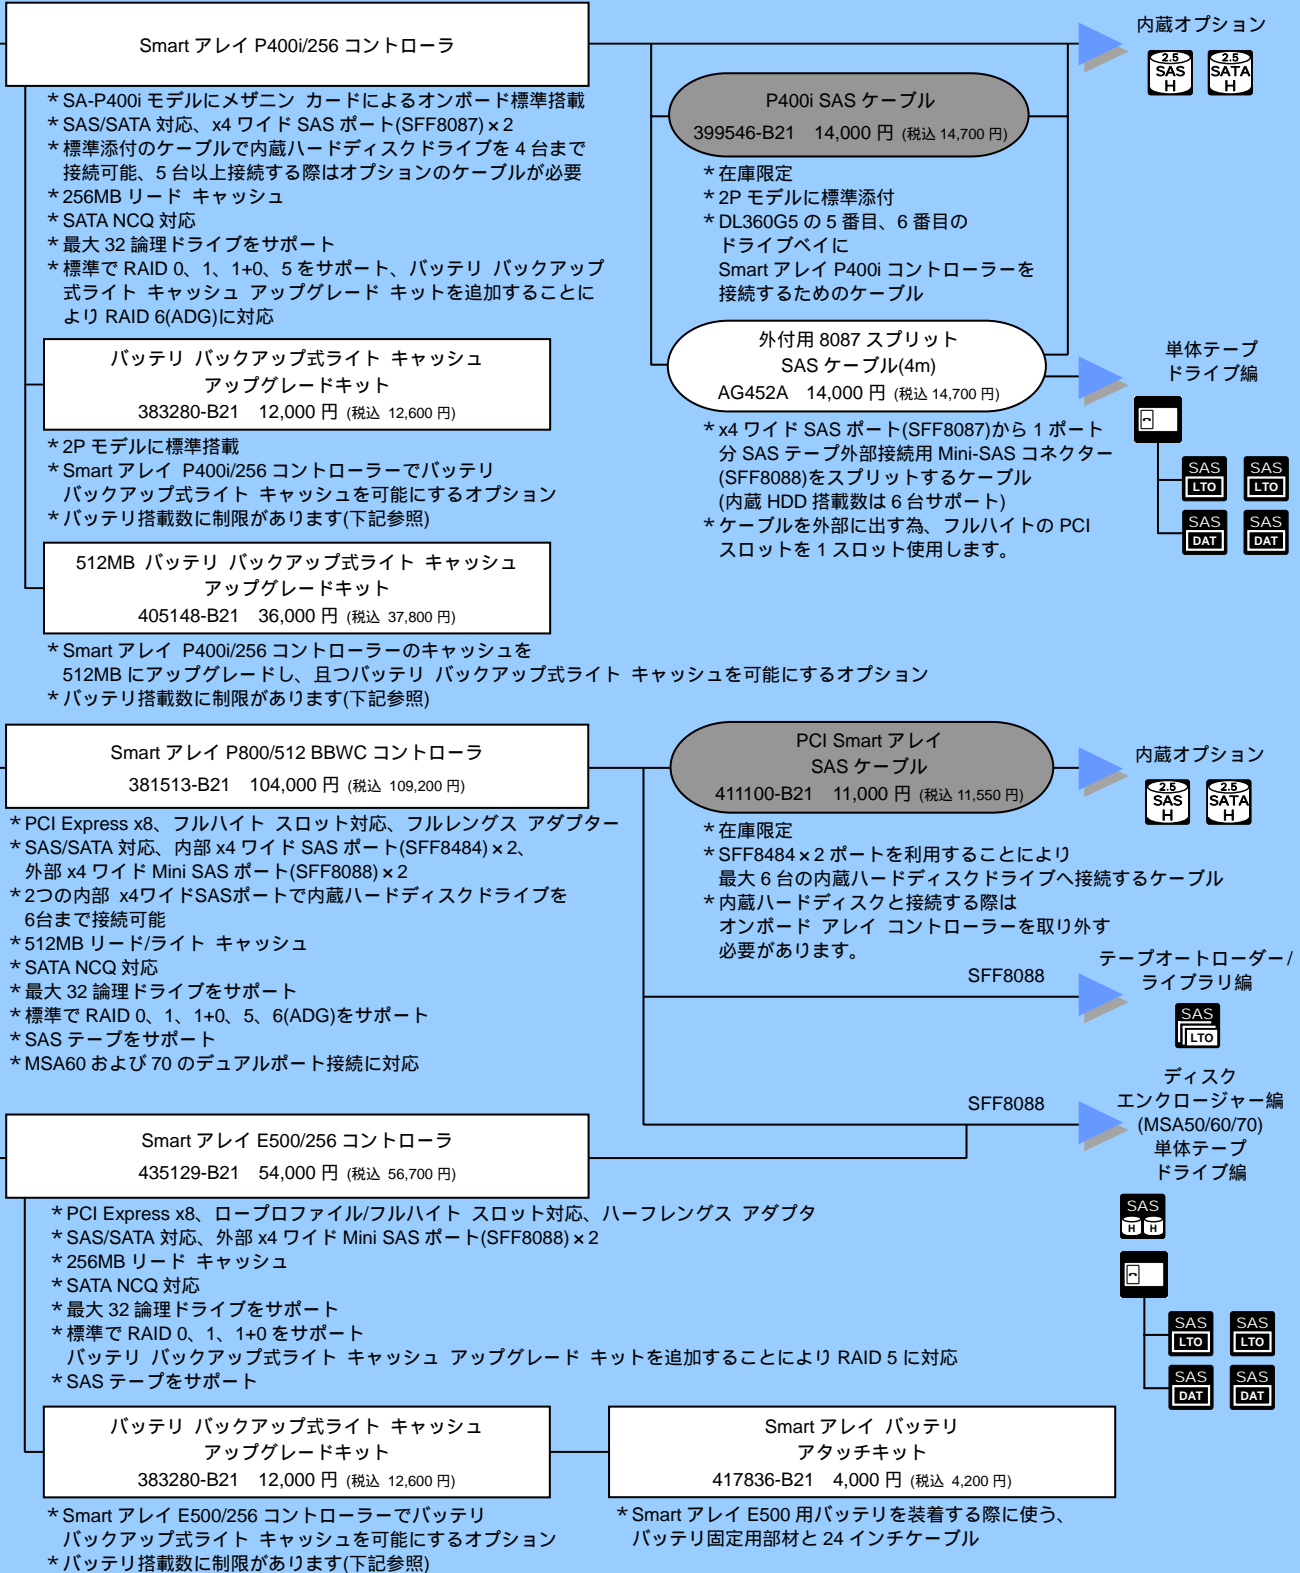 Smart アレイ P400i/256 コントローラ
* SA-P400i モデルにメザニン カードによるオンボード標準搭載
* SAS/SATA 対応、x4 ワイド SAS ポート(SFF8087)×2
* 標準添付のケーブルで内蔵ハードディスクドライブを 4 台まで
接続可能、5 台以上接続する際はオプションのケーブルが必要
* 256MB リード キャッシュ
* SATA NCQ 対応
* 最大 32 論理ドライブをサポート
* 標準で RAID 0、1、1+0、5 をサポート、バッテリ バックアップ
式ライト キャッシュ アップグレード キットを追加することに
より RAID 6(ADG)に対応
バッテリ バックアップ式ライト キャッシュ
アップグレードキット
383280-B21 12,000 円 (税込 12,600 円)
* 2P モデルに標準搭載
* Smart アレイ P400i/256 コントローラーでバッテリ
バックアップ式ライト キャッシュを可能にするオプション
* バッテリ搭載数に制限があります(下記参照)
512MB バッテリ バックアップ式ライト キャッシュ
アップグレードキット
405148-B21 36,000 円 (税込 37,800 円)
* Smart アレイ P400i/256 コントローラーのキャッシュを
512MB にアップグレードし、且つバッテリ バックアップ式ライト キャッシュを可能にするオプション
* バッテリ搭載数に制限があります(下記参照)
P400i SAS ケーブル
399546-B21 14,000 円 (税込 14,700 円)
* 在庫限定
* 2P モデルに標準添付
* DL360G5 の 5 番目、6 番目の
ドライブベイに
Smart アレイ P400i コントローラーを
接続するためのケーブル
外付用 8087 スプリット
SAS ケーブル(4m)
AG452A 14,000 円 (税込 14,700 円)
* x4 ワイド SAS ポート(SFF8087)から 1 ポート
分 SAS テープ外部接続用 Mini-SAS コネクター
(SFF8088)をスプリットするケーブル
(内蔵 HDD 搭載数は 6 台サポート)
* ケーブルを外部に出す為、フルハイトの PCI
スロットを 1 スロット使用します。
内蔵オプション
2.5 SAS H
2.5 SATA H
単体テープ
ドライブ編
SAS LTO
SAS LTO
SAS DAT
SAS DAT
Smart アレイ P800/512 BBWC コントローラ
381513-B21 104,000 円 (税込 109,200 円)
* PCI Express x8、フルハイト スロット対応、フルレングス アダプター
* SAS/SATA 対応、内部 x4 ワイド SAS ポート(SFF8484)×2、
外部 x4 ワイド Mini SAS ポート(SFF8088)×2
* 2つの内部 x4ワイドSASポートで内蔵ハードディスクドライブを
6台まで接続可能
* 512MB リード/ライト キャッシュ
* SATA NCQ 対応
* 最大 32 論理ドライブをサポート
* 標準で RAID 0、1、1+0、5、6(ADG)をサポート
* SAS テープをサポート
* MSA60 および 70 のデュアルポート接続に対応
PCI Smart アレイ
SAS ケーブル
411100-B21 11,000 円 (税込 11,550 円)
* 在庫限定
* SFF8484×2 ポートを利用することにより
最大 6 台の内蔵ハードディスクドライブへ接続するケーブル
* 内蔵ハードディスクと接続する際は
オンボード アレイ コントローラーを取り外す
必要があります。
内蔵オプション
2.5 SAS H
2.5 SATA H
SFF8088
テープオートローダー/
ライブラリ編
SAS LTO
SFF8088
ディスク
エンクロージャー編
(MSA50/60/70)
単体テープ
ドライブ編
SAS H H
SAS LTO
SAS LTO
SAS DAT
SAS DAT
Smart アレイ E500/256 コントローラ
435129-B21 54,000 円 (税込 56,700 円)
* PCI Express x8、ロープロファイル/フルハイト スロット対応、ハーフレングス アダプタ
* SAS/SATA 対応、外部 x4 ワイド Mini SAS ポート(SFF8088)×2
* 256MB リード キャッシュ
* SATA NCQ 対応
* 最大 32 論理ドライブをサポート
* 標準で RAID 0、1、1+0 をサポート
バッテリ バックアップ式ライト キャッシュ アップグレード キットを追加することにより RAID 5 に対応
* SAS テープをサポート
バッテリ バックアップ式ライト キャッシュ
アップグレードキット
383280-B21 12,000 円 (税込 12,600 円)
* Smart アレイ E500/256 コントローラーでバッテリ
バックアップ式ライト キャッシュを可能にするオプション
* バッテリ搭載数に制限があります(下記参照)
Smart アレイ バッテリ
アタッチキット
417836-B21 4,000 円 (税込 4,200 円)
* Smart アレイ E500 用バッテリを装着する際に使う、
バッテリ固定用部材と 24 インチケーブル